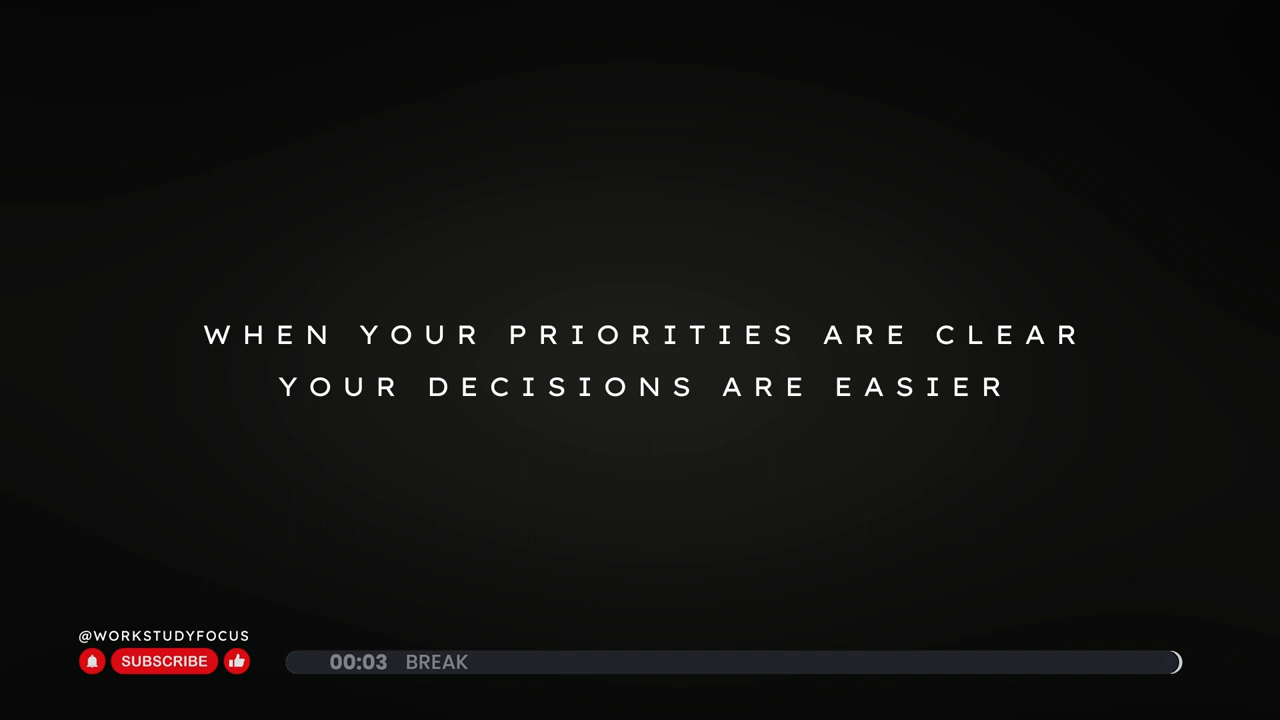 WHEN YOUR PRIORITIES ARE CLEAR
YOUR DECISIONS ARE EASIER
@WORKSTUDYFOCUS
SUBSCRIBE
00:03 BREAK